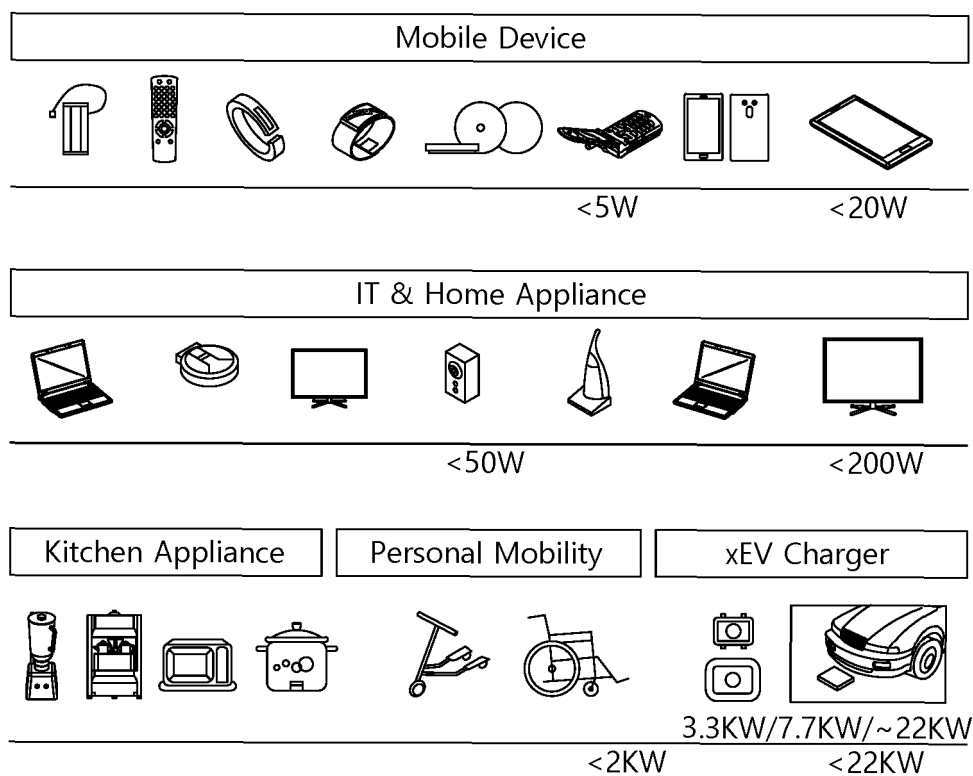 Mobile Device
<5W <20W
IT & Home Appliance
<50W <200W
Kitchen Appliance Personal Mobility xEV Charger
3.3KW/7.7KW/~22KW
<2KW <22KW